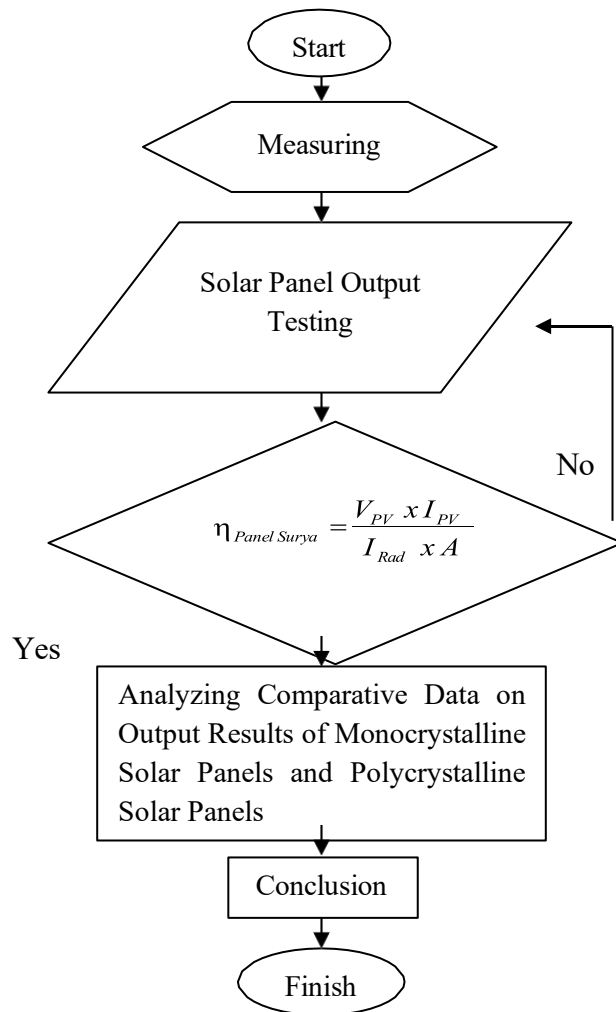 Start
Measuring
Solar Panel Output
Testing
No
η Panel Surya = V PV x I PV / I Rad x A
Yes
Analyzing Comparative Data on
Output Results of Monocrystalline
Solar Panels and Polycrystalline
Solar Panels
Conclusion
Finish